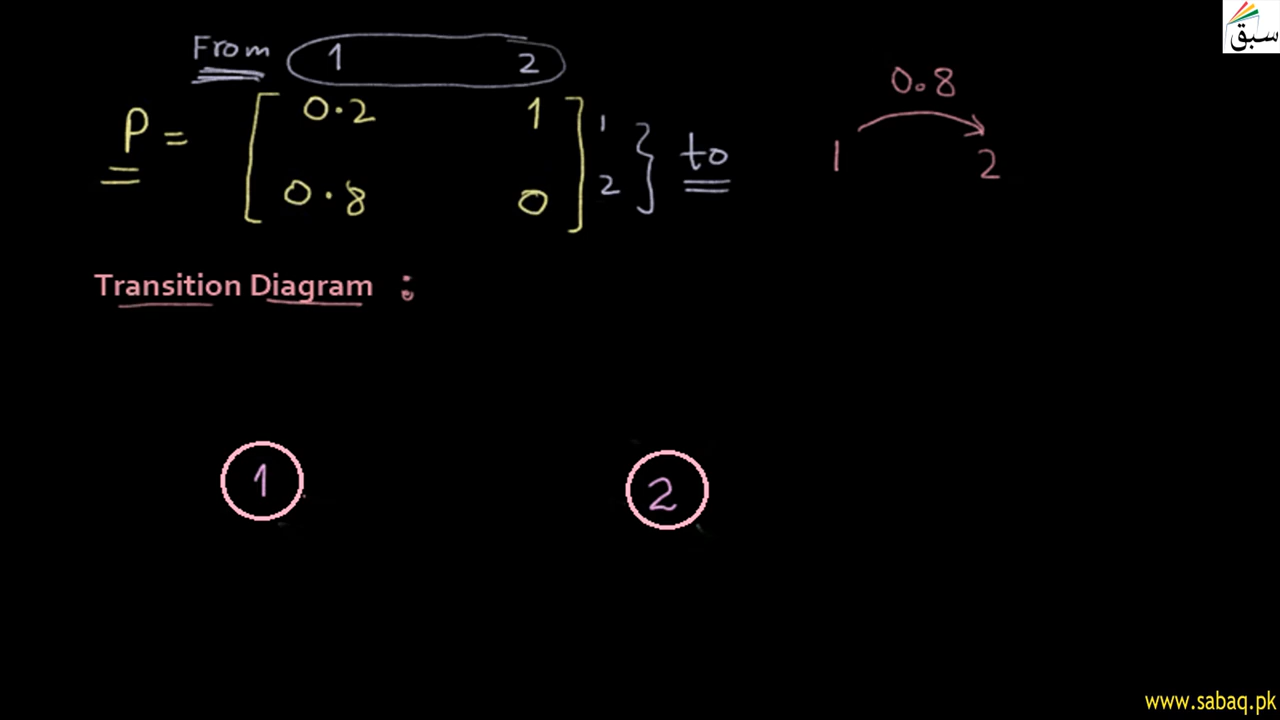 سبق
From 1 2
0.8
P = [ 0.2 1 ] 1 } to
1 2
[ 0.8 0 ] 2
Transition Diagram :
1 2
www.sabaq.pk